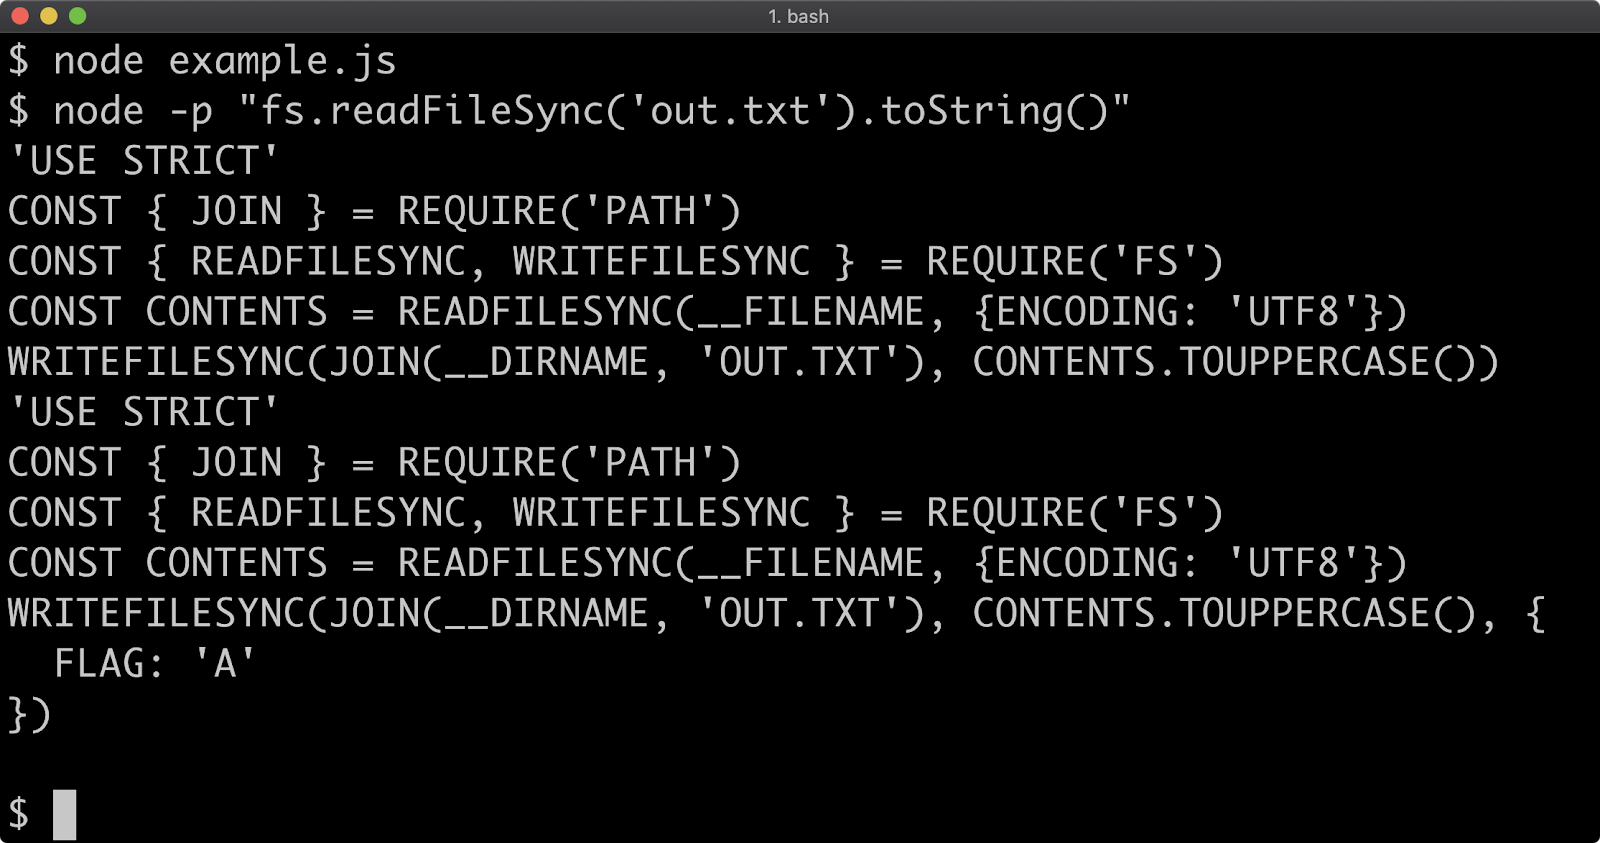 1. bash
$ node example.js
$ node -p "fs.readFileSync('out.txt').toString()"
'USE STRICT'
CONST { JOIN } = REQUIRE('PATH')
CONST { READFILESYNC, WRITEFILESYNC } = REQUIRE('FS')
CONST CONTENTS = READFILESYNC(__FILENAME, {ENCODING: 'UTF8'})
WRITEFILESYNC(JOIN(__DIRNAME, 'OUT.TXT'), CONTENTS.TOUPPERCASE())
'USE STRICT'
CONST { JOIN } = REQUIRE('PATH')
CONST { READFILESYNC, WRITEFILESYNC } = REQUIRE('FS')
CONST CONTENTS = READFILESYNC(__FILENAME, {ENCODING: 'UTF8'})
WRITEFILESYNC(JOIN(__DIRNAME, 'OUT.TXT'), CONTENTS.TOUPPERCASE(), {
  FLAG: 'A'
})
$